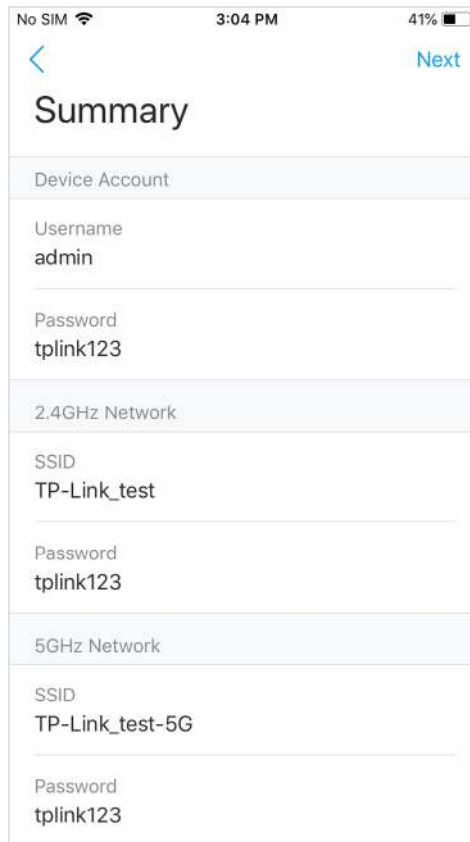 No SIM 3:04 PM 41%
Next
Summary
Device Account
Username
admin
Password
tplink123
2.4GHz Network
SSID
TP-Link_test
Password
tplink123
5GHz Network
SSID
TP-Link_test-5G
Password
tplink123